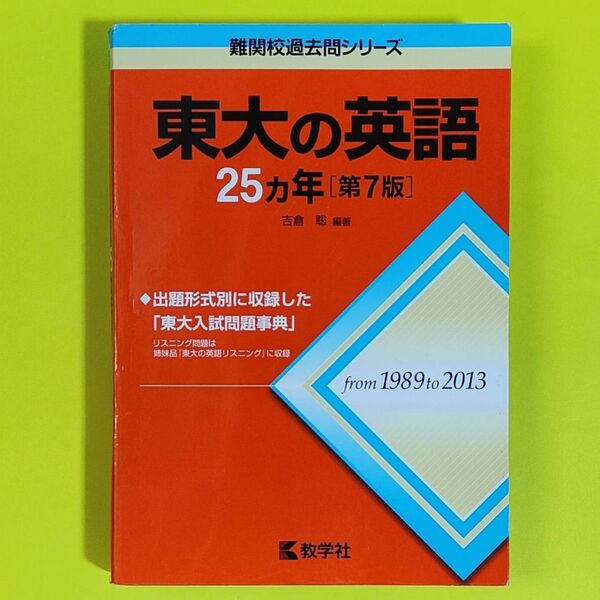 難関校過去問シリーズ
東大の英語
25カ年[第7版]
吉倉 聡 編著
◆出題形式別に収録した
「東大入試問題事典」
リスニング問題は
姉妹品『東大の英語リスニング』に収録
from 1989 to 2013
教学社